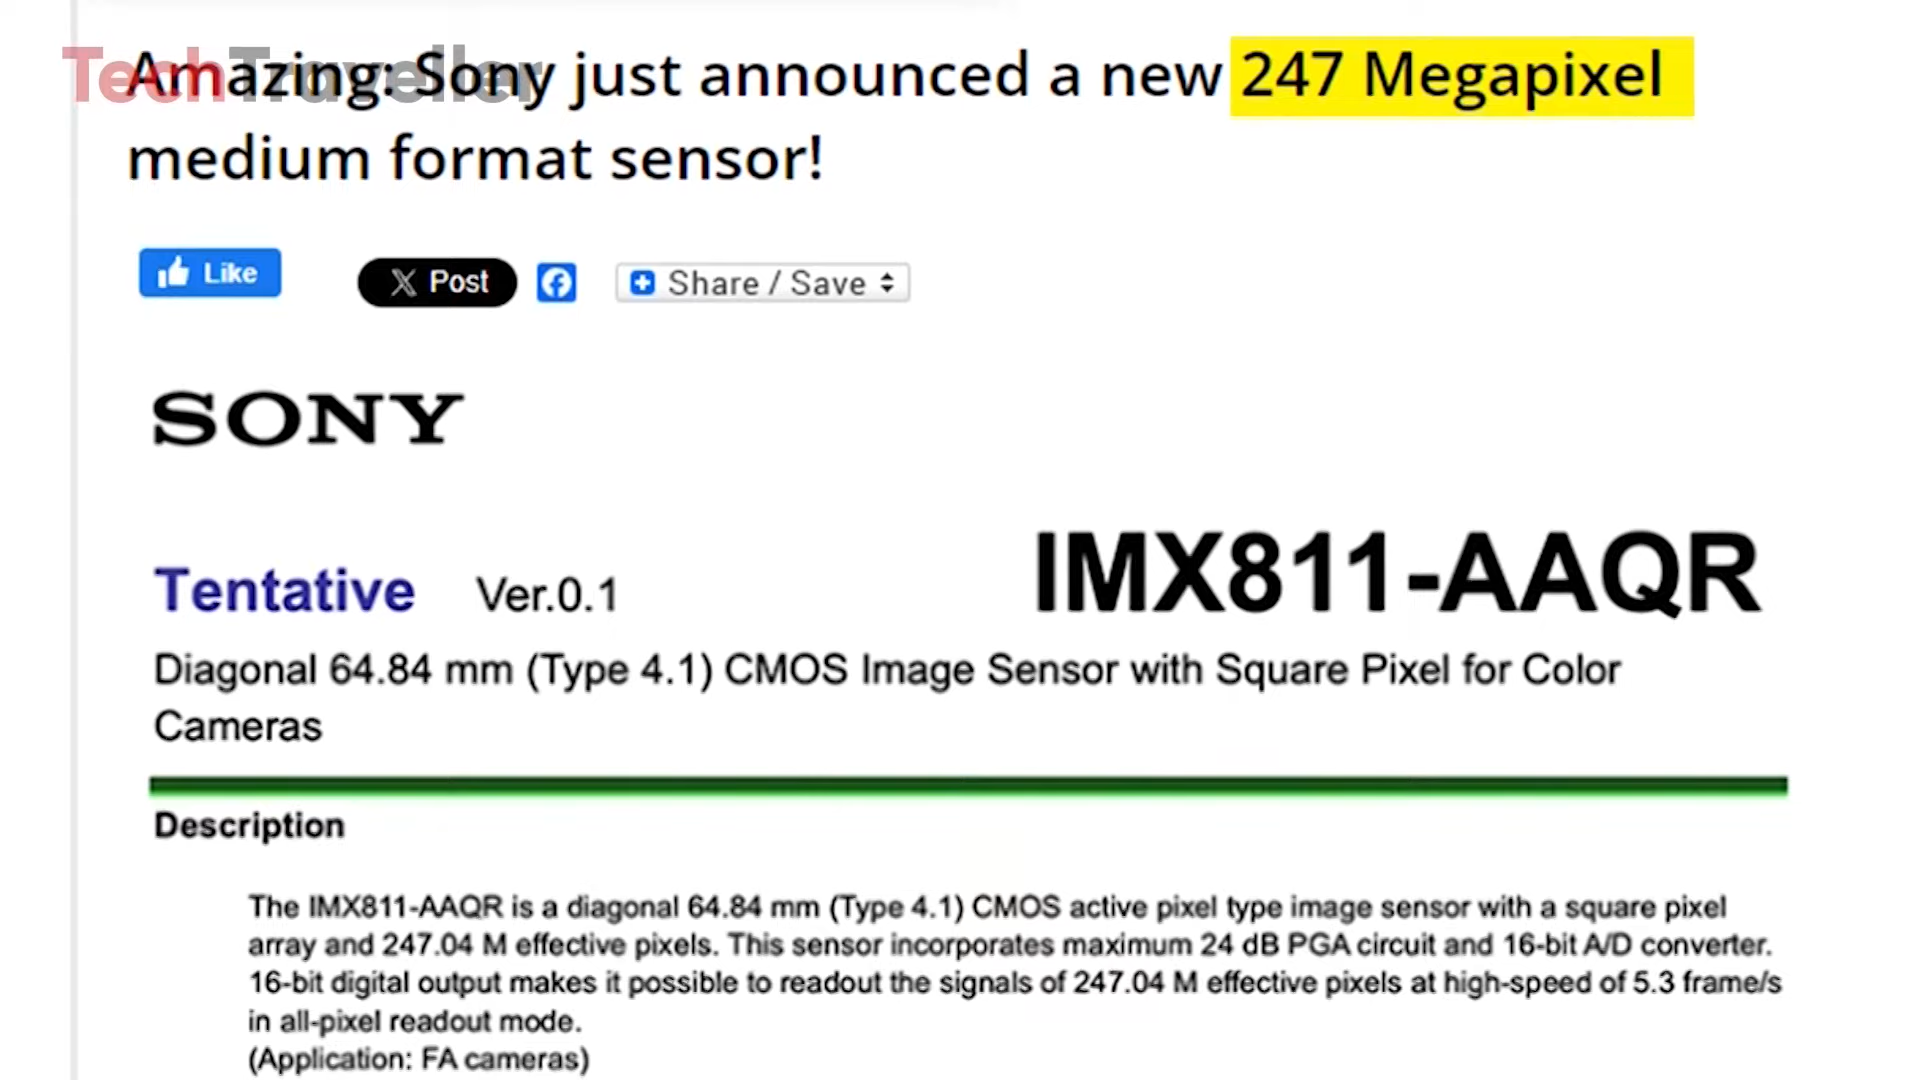 TechTraveller
Amazing: Sony just announced a new 247 Megapixel
medium format sensor!
Like
X Post
Share / Save
SONY
Tentative Ver.0.1
IMX811-AAQR
Diagonal 64.84 mm (Type 4.1) CMOS Image Sensor with Square Pixel for Color
Cameras
Description
The IMX811-AAQR is a diagonal 64.84 mm (Type 4.1) CMOS active pixel type image sensor with a square pixel
array and 247.04 M effective pixels. This sensor incorporates maximum 24 dB PGA circuit and 16-bit A/D converter.
16-bit digital output makes it possible to readout the signals of 247.04 M effective pixels at high-speed of 5.3 frame/s
in all-pixel readout mode.
(Application: FA cameras)